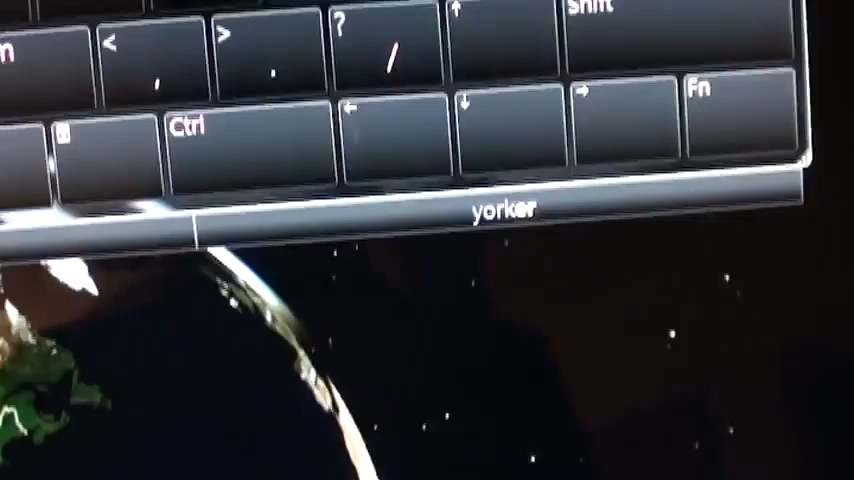 ↑ Shift
m < , > . ? /
Ctrl ← ↓ → Fn
yorker